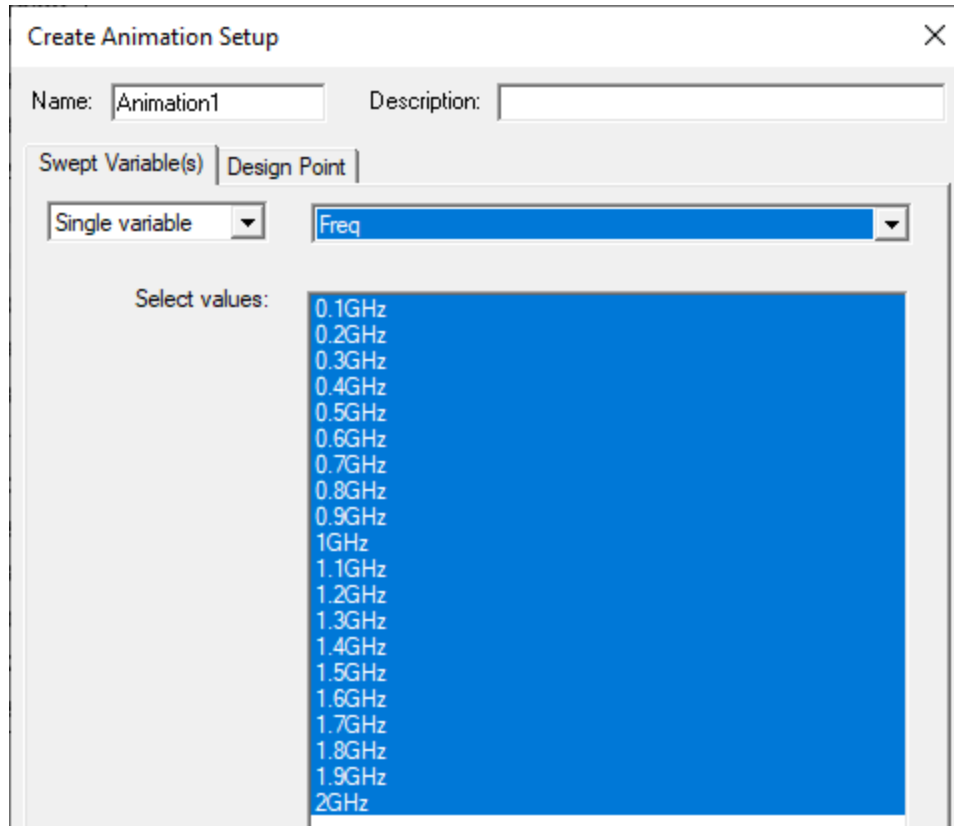 Create Animation Setup
Name: Animation1 Description:
Swept Variable(s) Design Point
Single variable Freq
Select values:
0.1GHz
0.2GHz
0.3GHz
0.4GHz
0.5GHz
0.6GHz
0.7GHz
0.8GHz
0.9GHz
1GHz
1.1GHz
1.2GHz
1.3GHz
1.4GHz
1.5GHz
1.6GHz
1.7GHz
1.8GHz
1.9GHz
2GHz